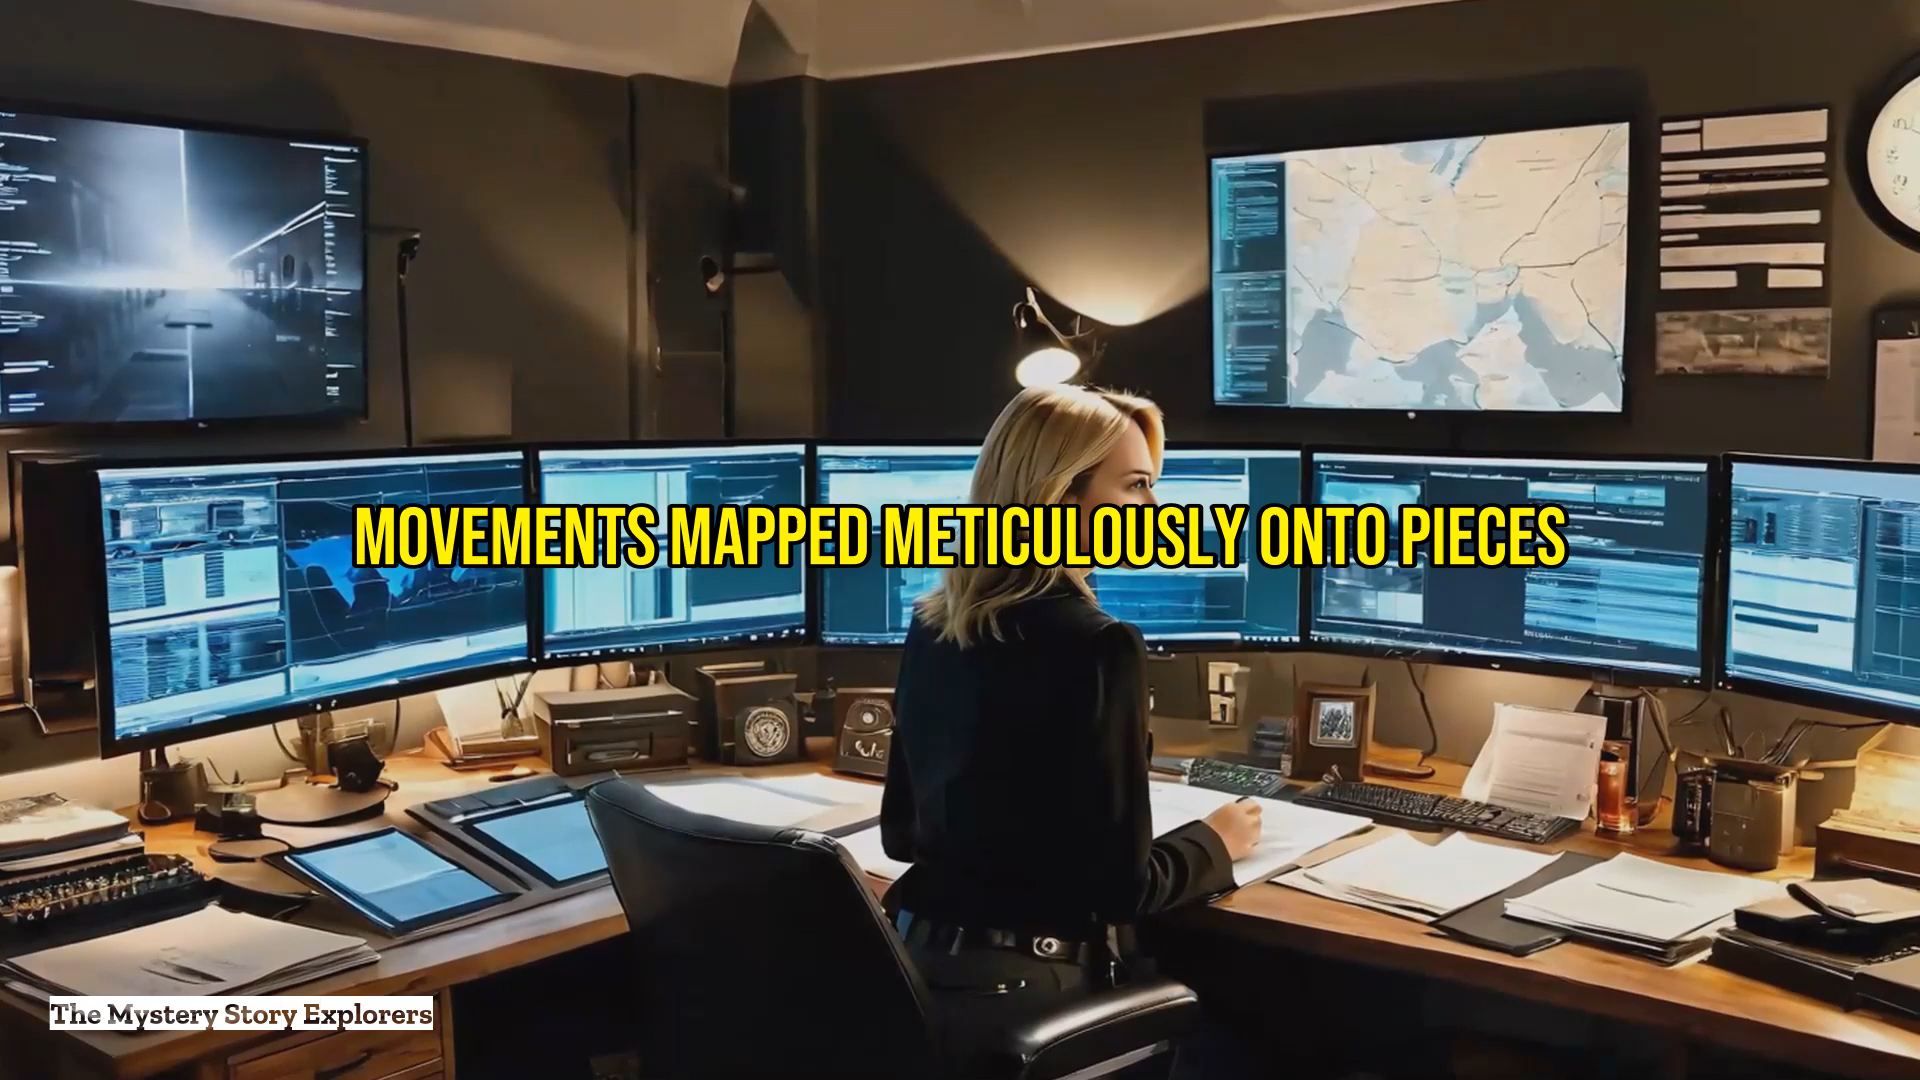 MOVEMENTS MAPPED METICULOUSLY ONTO PIECES
The Mystery Story Explorers